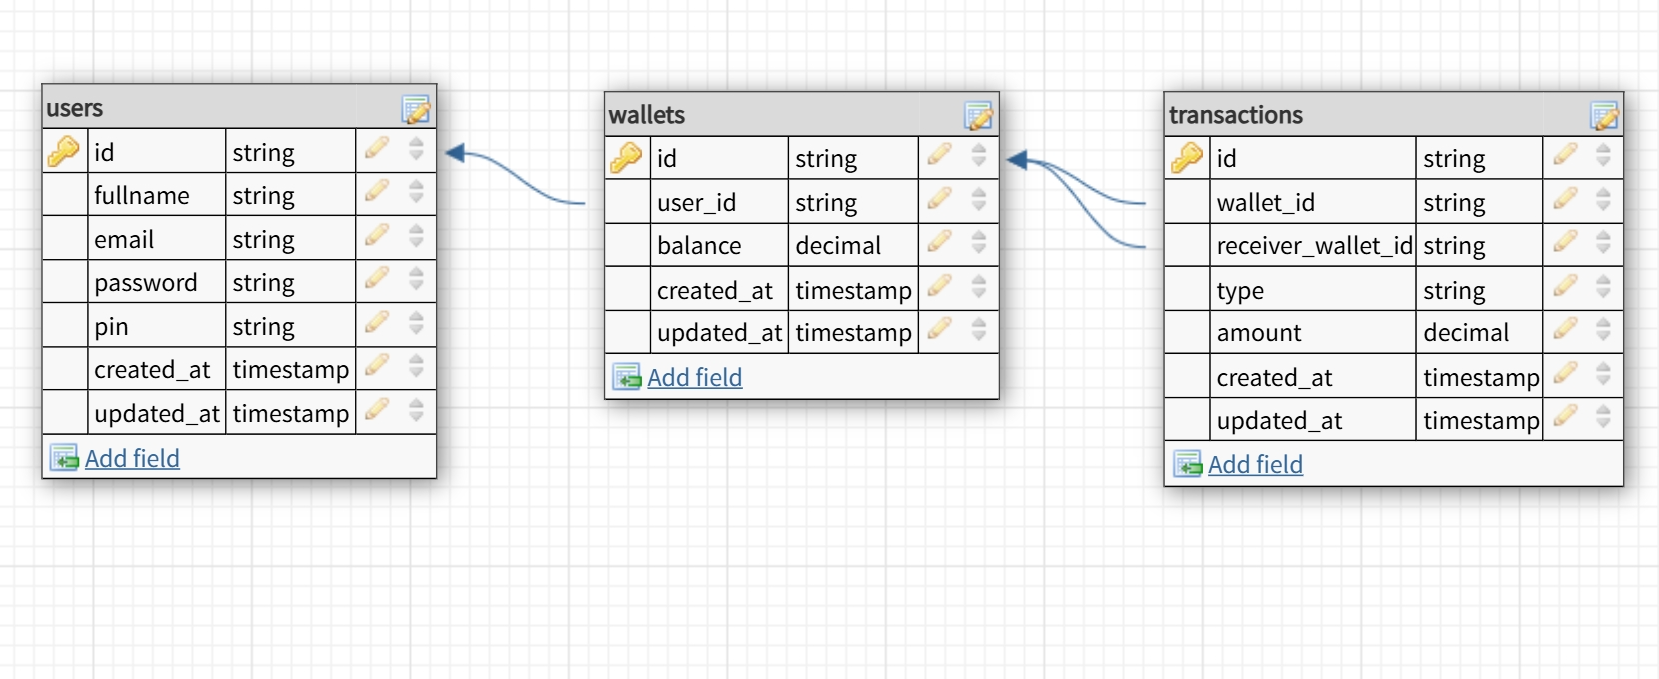 users
id string
fullname string
email string
password string
pin string
created_at timestamp
updated_at timestamp
Add field
wallets
id string
user_id string
balance decimal
created_at timestamp
updated_at timestamp
Add field
transactions
id string
wallet_id string
receiver_wallet_id string
type string
amount decimal
created_at timestamp
updated_at timestamp
Add field